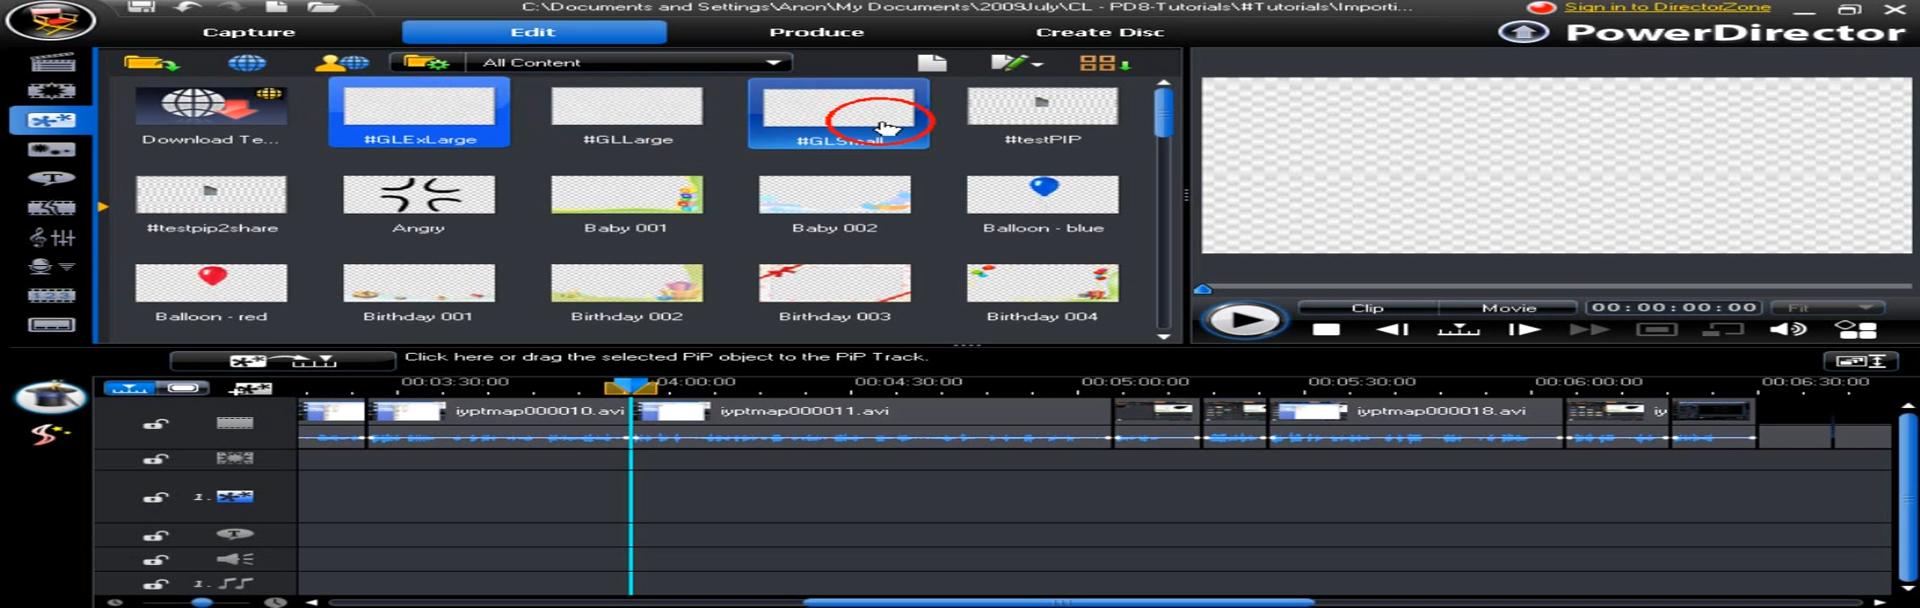 C:\Documents and Settings\Anon\My Documents\2009July\CL - PD8-Tutorials\#Tutorials\Importi...
Sign in to DirectorZone
Capture
Edit
Produce
Create Disc
PowerDirector
All Content
Download Te...
#GLExLarge
#GLLarge
#GLSmall
#testPIP
#testpip2share
Angry
Baby 001
Baby 002
Balloon - blue
Balloon - red
Birthday 001
Birthday 002
Birthday 003
Birthday 004
Clip
Movie
00:00:00:00
Fit
Click here or drag the selected PiP object to the PiP Track.
00:03:30:00
04:00:00
00:04:30:00
00:05:00:00
00:05:30:00
00:06:00:00
00:06:30:00
iyptmap000010.avi
iyptmap000011.avi
iyptmap000018.avi
iy
1.
1.